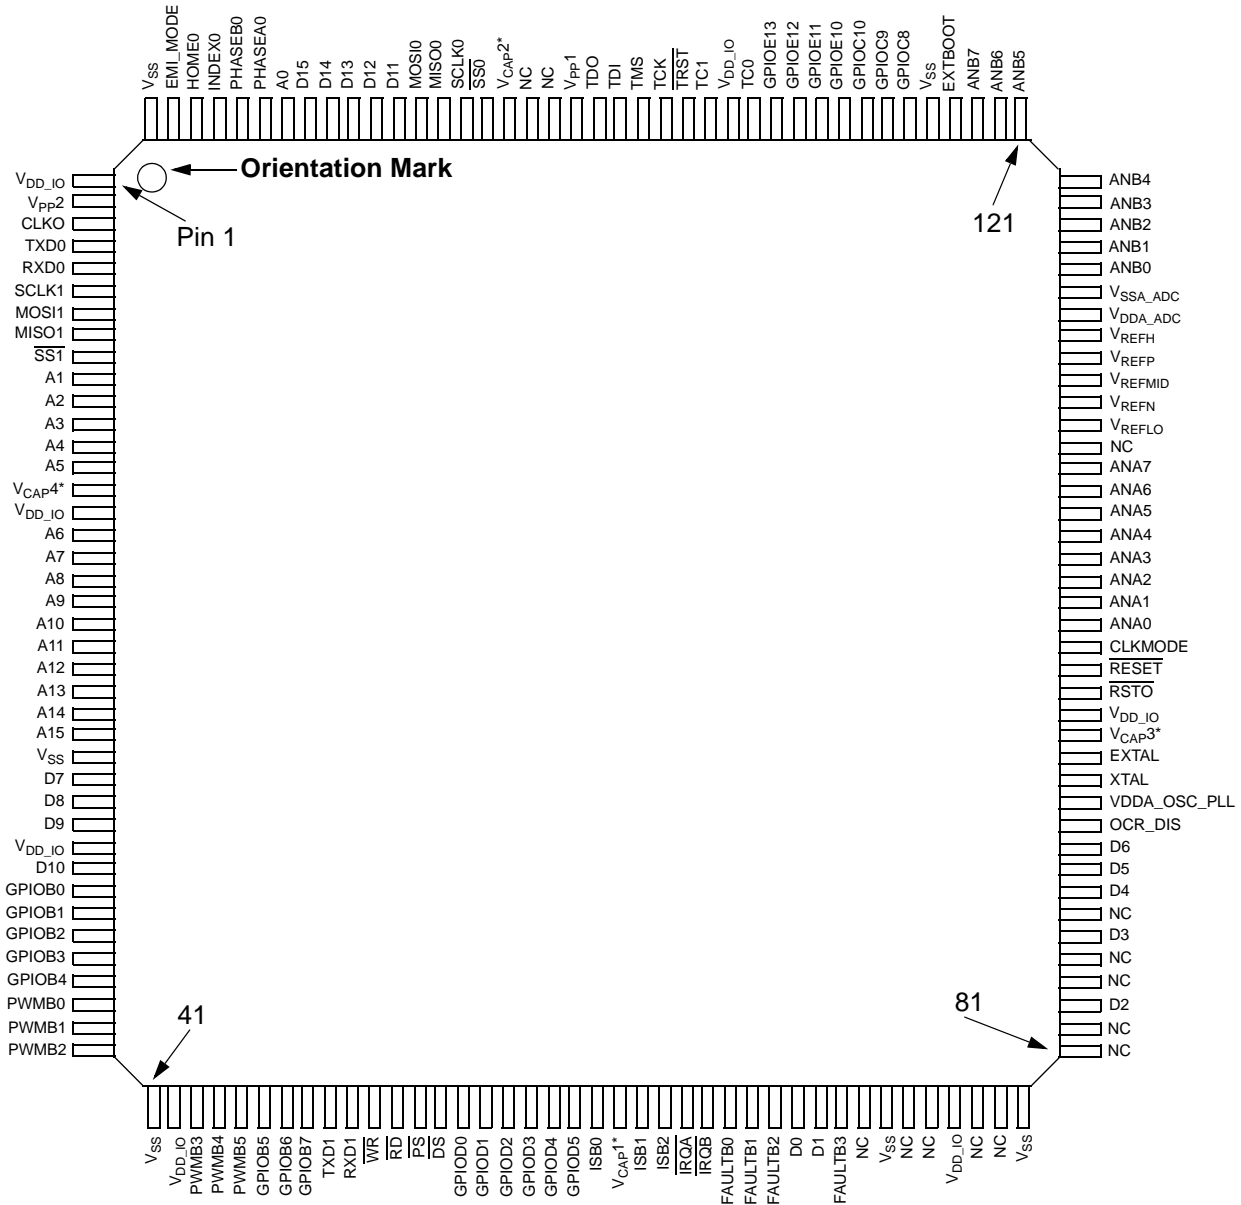 VSS
EMI_MODE
HOME0
INDEX0
PHASEB0
PHASEA0
A0
D15
D14
D13
D12
D11
MOSI0
MISO0
SCLK0
SS0
VCAP2*
NC
NC
VPP1
TDO
TDI
TMS
TCK
TRST
TC1
VDD_IO
TC0
GPIOE13
GPIOE12
GPIOE11
GPIOE10
GPIOC10
GPIOC9
GPIOC8
VSS
EXTBOOT
ANB7
ANB6
ANB5
Orientation Mark
Pin 1
121
VDD_IO
VPP2
CLKO
TXD0
RXD0
SCLK1
MOSI1
MISO1
SS1
A1
A2
A3
A4
A5
VCAP4*
VDD_IO
A6
A7
A8
A9
A10
A11
A12
A13
A14
A15
VSS
D7
D8
D9
VDD_IO
D10
GPIOB0
GPIOB1
GPIOB2
GPIOB3
GPIOB4
PWMB0
PWMB1
PWMB2
ANB4
ANB3
ANB2
ANB1
ANB0
VSSA_ADC
VDDA_ADC
VREFH
VREFP
VREFMID
VREFN
VREFLO
NC
ANA7
ANA6
ANA5
ANA4
ANA3
ANA2
ANA1
ANA0
CLKMODE
RESET
RSTO
VDD_IO
VCAP3*
EXTAL
XTAL
VDDA_OSC_PLL
OCR_DIS
D6
D5
D4
NC
D3
NC
NC
D2
NC
NC
41
81
VSS
VDD_IO
PWMB3
PWMB4
PWMB5
GPIOB5
GPIOB6
GPIOB7
TXD1
RXD1
WR
RD
PS
DS
GPIOD0
GPIOD1
GPIOD2
GPIOD3
GPIOD4
GPIOD5
ISB0
VCAP1*
ISB1
ISB2
IRQA
IRQB
FAULTB0
FAULTB1
FAULTB2
D0
D1
FAULTB3
NC
VSS
NC
NC
VDD_IO
NC
NC
VSS